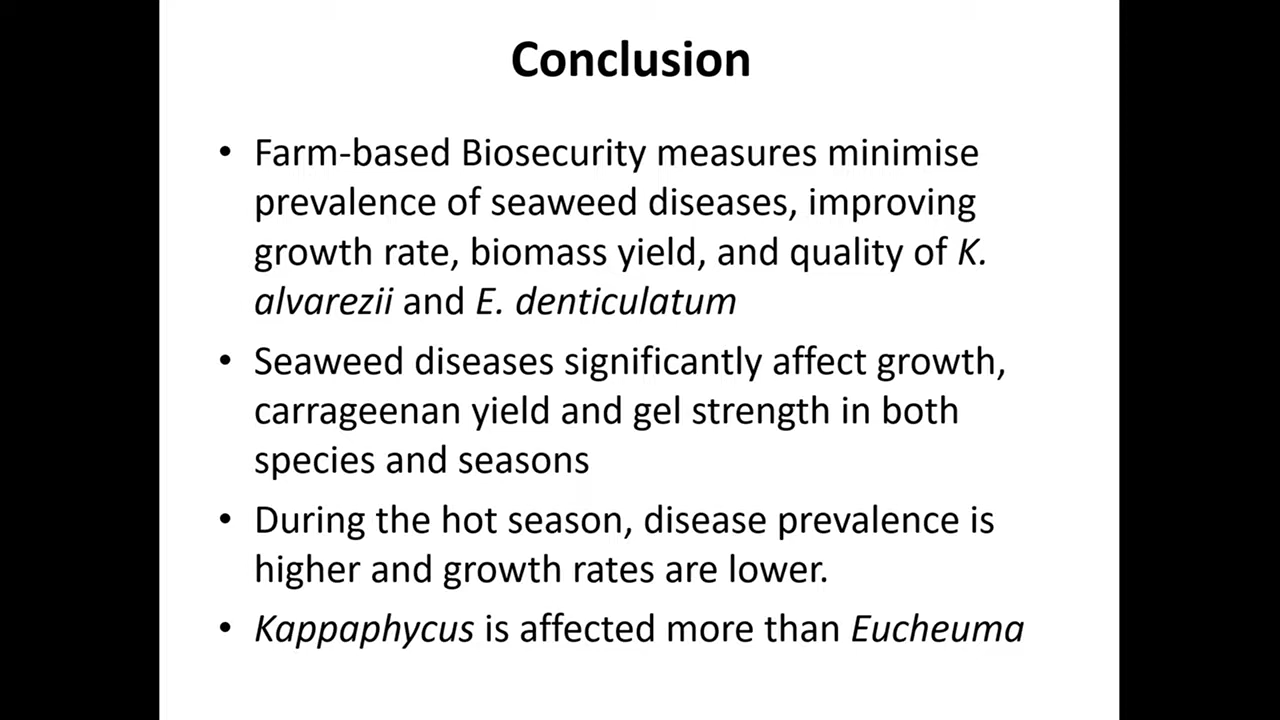 Conclusion
• Farm-based Biosecurity measures minimise
prevalence of seaweed diseases, improving
growth rate, biomass yield, and quality of K.
alvarezii and E. denticulatum
• Seaweed diseases significantly affect growth,
carrageenan yield and gel strength in both
species and seasons
• During the hot season, disease prevalence is
higher and growth rates are lower.
• Kappaphycus is affected more than Eucheuma